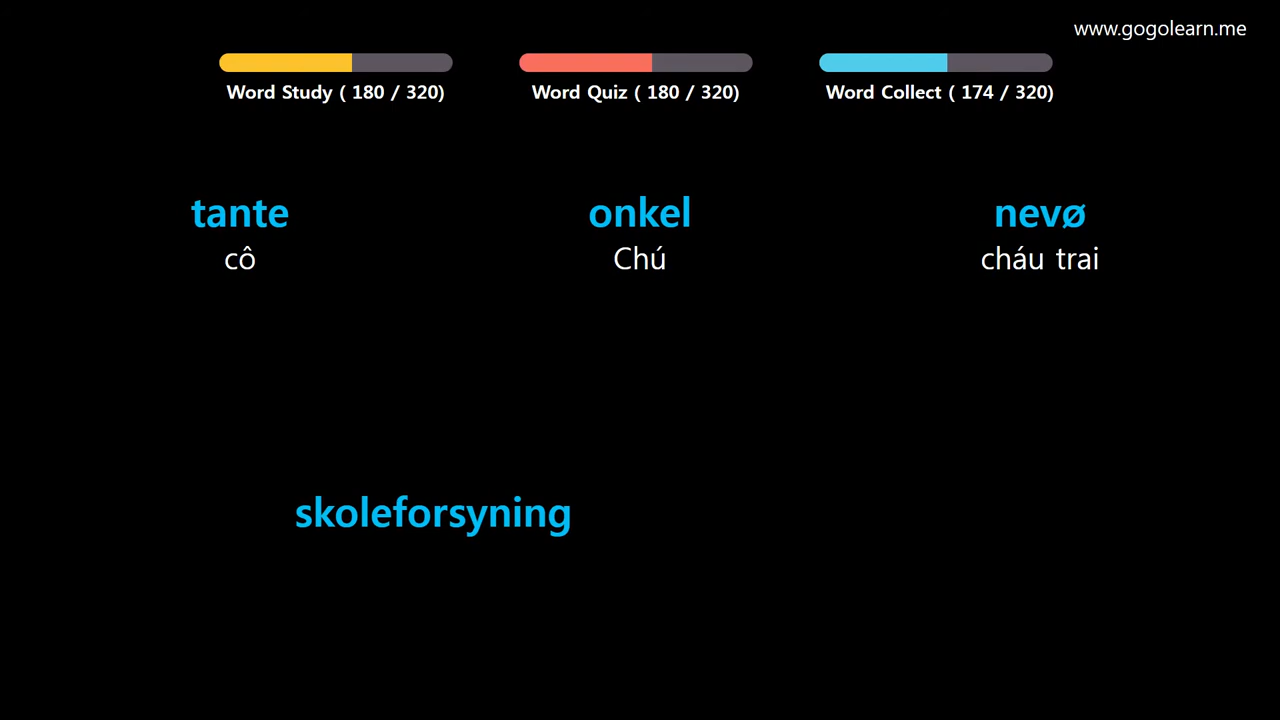 www.gogolearn.me
Word Study ( 180 / 320)
Word Quiz ( 180 / 320)
Word Collect ( 174 / 320)
tante
onkel
nevø
cô
Chú
cháu trai
skoleforsyning